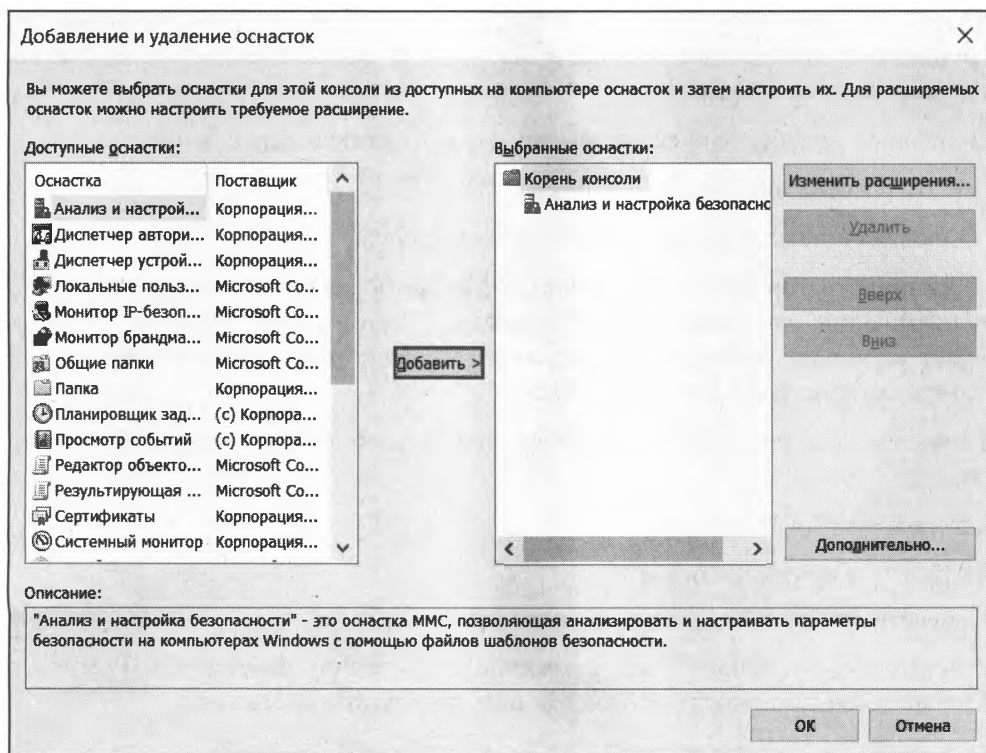 Добавление и удаление оснасток
Вы можете выбрать оснастки для этой консоли из доступных на компьютере оснасток и затем настроить их. Для расширяемых
оснасток можно настроить требуемое расширение.
Доступные оснастки:
Оснастка Поставщик
Анализ и настрой... Корпорация...
Диспетчер автори... Корпорация...
Диспетчер устрой... Корпорация...
Локальные польз... Microsoft Co...
Монитор IP-безоп... Microsoft Co...
Монитор брандма... Microsoft Co...
Общие папки Microsoft Co...
Папка Корпорация...
Планировщик зад... (с) Корпора...
Просмотр событий (с) Корпора...
Редактор объекто... Microsoft Co...
Результирующая ... Microsoft Co...
Сертификаты Корпорация...
Системный монитор Корпорация...
Добавить >
Выбранные оснастки:
Корень консоли
Анализ и настройка безопасно
Изменить расширения...
Удалить
Вверх
Вниз
Дополнительно...
Описание:
"Анализ и настройка безопасности" - это оснастка MMC, позволяющая анализировать и настраивать параметры
безопасности на компьютерах Windows с помощью файлов шаблонов безопасности.
ОК Отмена